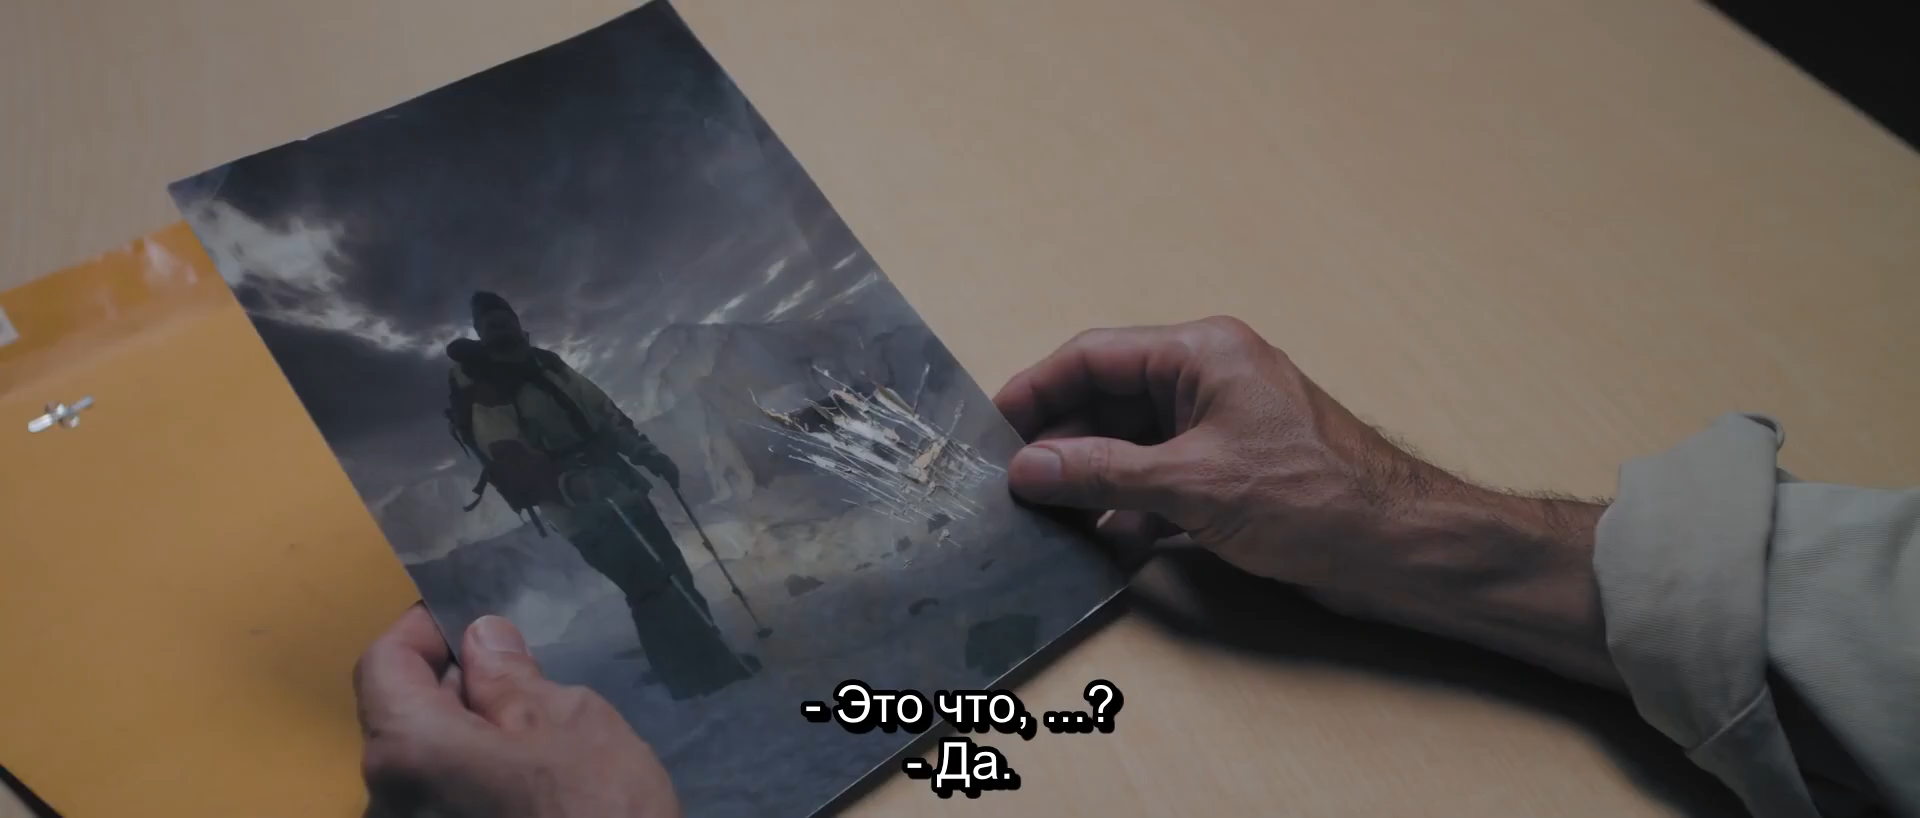 - Это что, ...?
- Да.